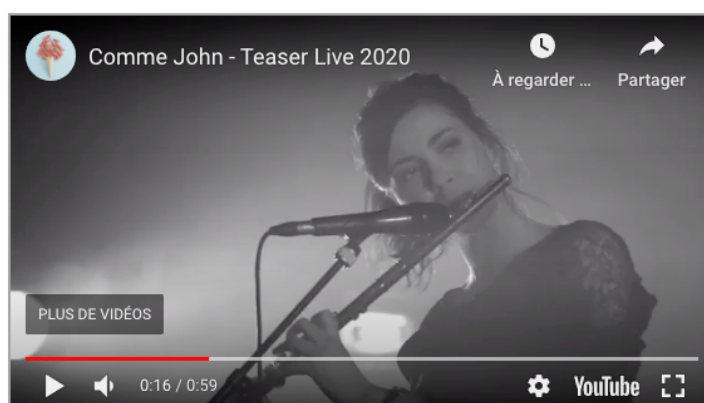 Comme John - Teaser Live 2020
À regarder ...
Partager
PLUS DE VIDÉOS
0:16 / 0:59
YouTube